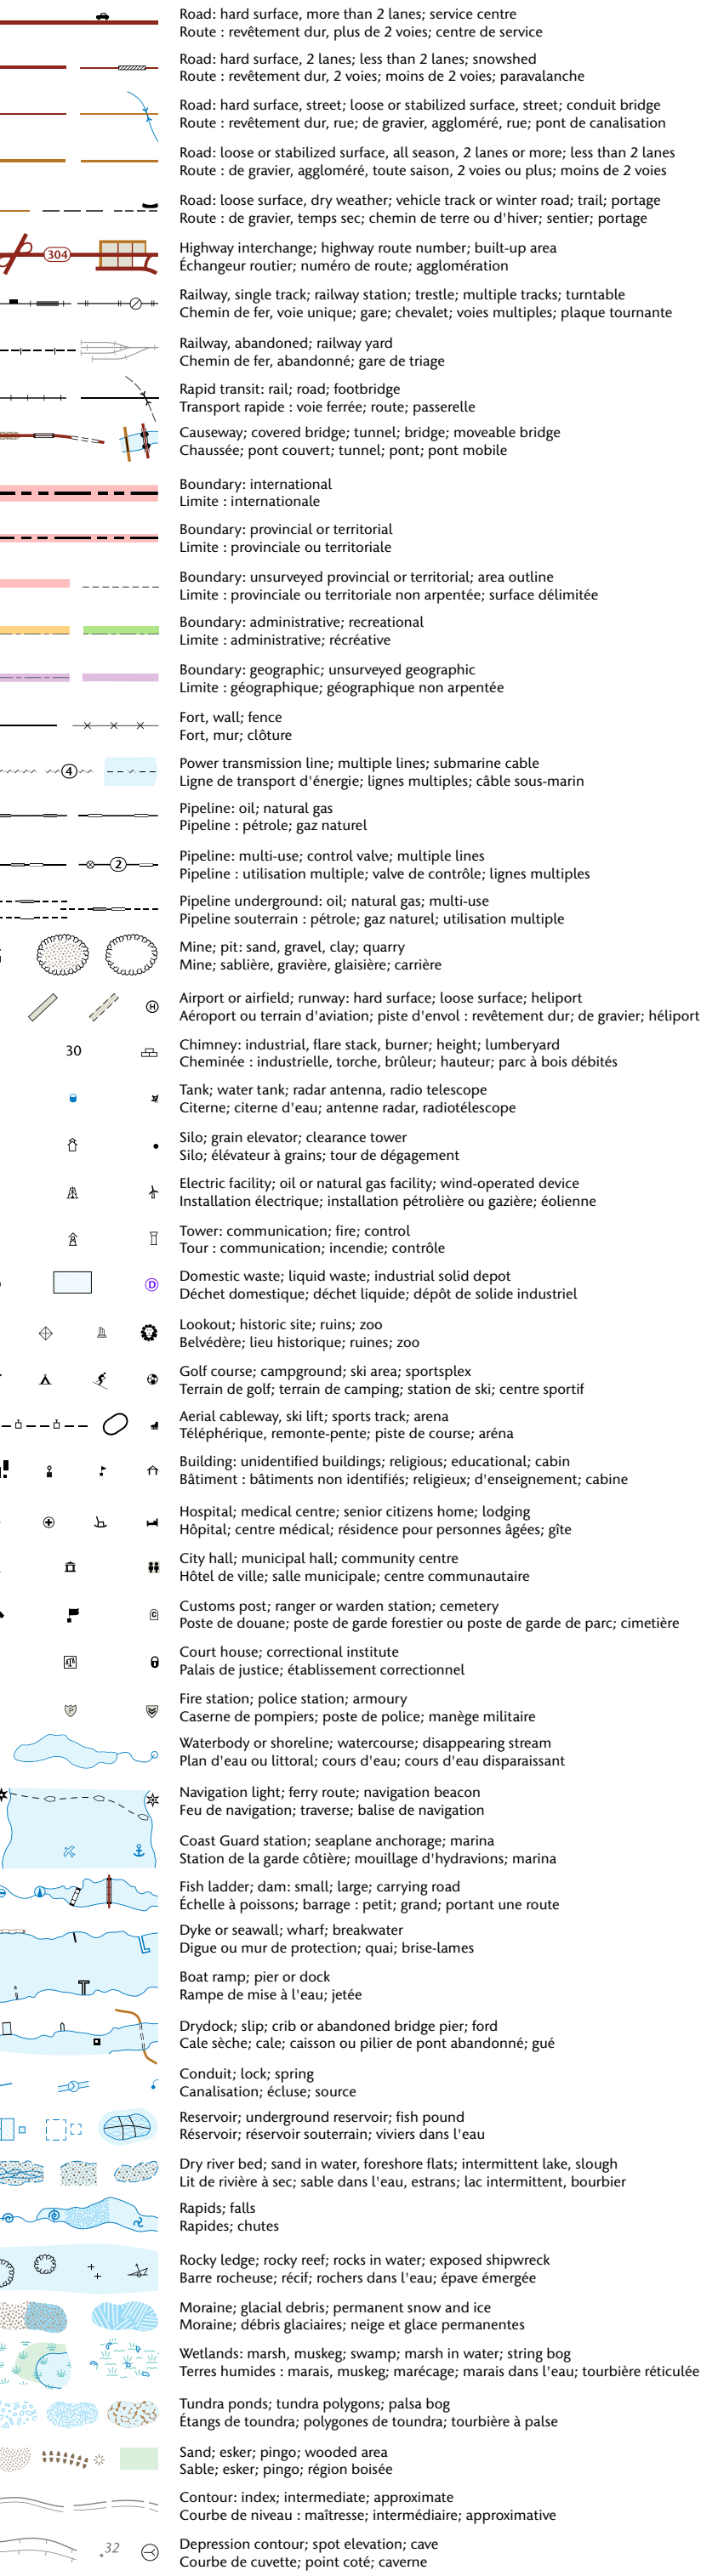 Road: hard surface, more than 2 lanes; service centre
Route : revêtement dur, plus de 2 voies; centre de service
Road: hard surface, 2 lanes; less than 2 lanes; snowshed
Route : revêtement dur, 2 voies; moins de 2 voies; paravalanche
Road: hard surface, street; loose or stabilized surface, street; conduit bridge
Route : revêtement dur, rue; de gravier, aggloméré, rue; pont de canalisation
Road: loose or stabilized surface, all season, 2 lanes or more; less than 2 lanes
Route : de gravier, aggloméré, toute saison, 2 voies ou plus; moins de 2 voies
Road: loose surface, dry weather; vehicle track or winter road; trail; portage
Route : de gravier, temps sec; chemin de terre ou d'hiver; sentier; portage
304
Highway interchange; highway route number; built-up area
Échangeur routier; numéro de route; agglomération
Railway, single track; railway station; trestle; multiple tracks; turntable
Chemin de fer, voie unique; gare; chevalet; voies multiples; plaque tournante
Railway, abandoned; railway yard
Chemin de fer, abandonné; gare de triage
Rapid transit: rail; road; footbridge
Transport rapide : voie ferrée; route; passerelle
Causeway; covered bridge; tunnel; bridge; moveable bridge
Chaussée; pont couvert; tunnel; pont; pont mobile
Boundary: international
Limite : internationale
Boundary: provincial or territorial
Limite : provinciale ou territoriale
Boundary: unsurveyed provincial or territorial; area outline
Limite : provinciale ou territoriale non arpentée; surface délimitée
Boundary: administrative; recreational
Limite : administrative; récréative
Boundary: geographic; unsurveyed geographic
Limite : géographique; géographique non arpentée
Fort, wall; fence
Fort, mur; clôture
4
Power transmission line; multiple lines; submarine cable
Ligne de transport d'énergie; lignes multiples; câble sous-marin
Pipeline: oil; natural gas
Pipeline : pétrole; gaz naturel
2
Pipeline: multi-use; control valve; multiple lines
Pipeline : utilisation multiple; valve de contrôle; lignes multiples
Pipeline underground: oil; natural gas; multi-use
Pipeline souterrain : pétrole; gaz naturel; utilisation multiple
Mine; pit: sand, gravel, clay; quarry
Mine; sablière, gravière, glaisière; carrière
H
Airport or airfield; runway: hard surface; loose surface; heliport
Aéroport ou terrain d'aviation; piste d'envol : revêtement dur; de gravier; héliport
30
Chimney: industrial, flare stack, burner; height; lumberyard
Cheminée : industrielle, torche, brûleur; hauteur; parc à bois débités
Tank; water tank; radar antenna, radio telescope
Citerne; citerne d'eau; antenne radar, radiotélescope
Silo; grain elevator; clearance tower
Silo; élévateur à grains; tour de dégagement
Electric facility; oil or natural gas facility; wind-operated device
Installation électrique; installation pétrolière ou gazière; éolienne
Tower: communication; fire; control
Tour : communication; incendie; contrôle
D
Domestic waste; liquid waste; industrial solid depot
Déchet domestique; déchet liquide; dépôt de solide industriel
Lookout; historic site; ruins; zoo
Belvédère; lieu historique; ruines; zoo
Golf course; campground; ski area; sportsplex
Terrain de golf; terrain de camping; station de ski; centre sportif
Aerial cableway, ski lift; sports track; arena
Téléphérique, remonte-pente; piste de course; aréna
Building: unidentified buildings; religious; educational; cabin
Bâtiment : bâtiments non identifiés; religieux; d'enseignement; cabine
Hospital; medical centre; senior citizens home; lodging
Hôpital; centre médical; résidence pour personnes âgées; gîte
City hall; municipal hall; community centre
Hôtel de ville; salle municipale; centre communautaire
C
Customs post; ranger or warden station; cemetery
Poste de douane; poste de garde forestier ou poste de garde de parc; cimetière
Court house; correctional institute
Palais de justice; établissement correctionnel
P
Fire station; police station; armoury
Caserne de pompiers; poste de police; manège militaire
Waterbody or shoreline; watercourse; disappearing stream
Plan d'eau ou littoral; cours d'eau; cours d'eau disparaissant
Navigation light; ferry route; navigation beacon
Feu de navigation; traverse; balise de navigation
Coast Guard station; seaplane anchorage; marina
Station de la garde côtière; mouillage d'hydravions; marina
Fish ladder; dam: small; large; carrying road
Échelle à poissons; barrage : petit; grand; portant une route
Dyke or seawall; wharf; breakwater
Digue ou mur de protection; quai; brise-lames
Boat ramp; pier or dock
Rampe de mise à l'eau; jetée
Drydock; slip; crib or abandoned bridge pier; ford
Cale sèche; cale; caisson ou pilier de pont abandonné; gué
Conduit; lock; spring
Canalisation; écluse; source
Reservoir; underground reservoir; fish pound
Réservoir; réservoir souterrain; viviers dans l'eau
Dry river bed; sand in water, foreshore flats; intermittent lake, slough
Lit de rivière à sec; sable dans l'eau, estrans; lac intermittent, bourbier
Rapids; falls
Rapides; chutes
Rocky ledge; rocky reef; rocks in water; exposed shipwreck
Barre rocheuse; récif; rochers dans l'eau; épave émergée
Moraine; glacial debris; permanent snow and ice
Moraine; débris glaciaires; neige et glace permanentes
Wetlands: marsh, muskeg; swamp; marsh in water; string bog
Terres humides : marais, muskeg; marécage; marais dans l'eau; tourbière réticulée
Tundra ponds; tundra polygons; palsa bog
Étangs de toundra; polygones de toundra; tourbière à palse
Sand; esker; pingo; wooded area
Sable; esker; pingo; région boisée
Contour: index; intermediate; approximate
Courbe de niveau : maîtresse; intermédiaire; approximative
.32
Depression contour; spot elevation; cave
Courbe de cuvette; point coté; caverne